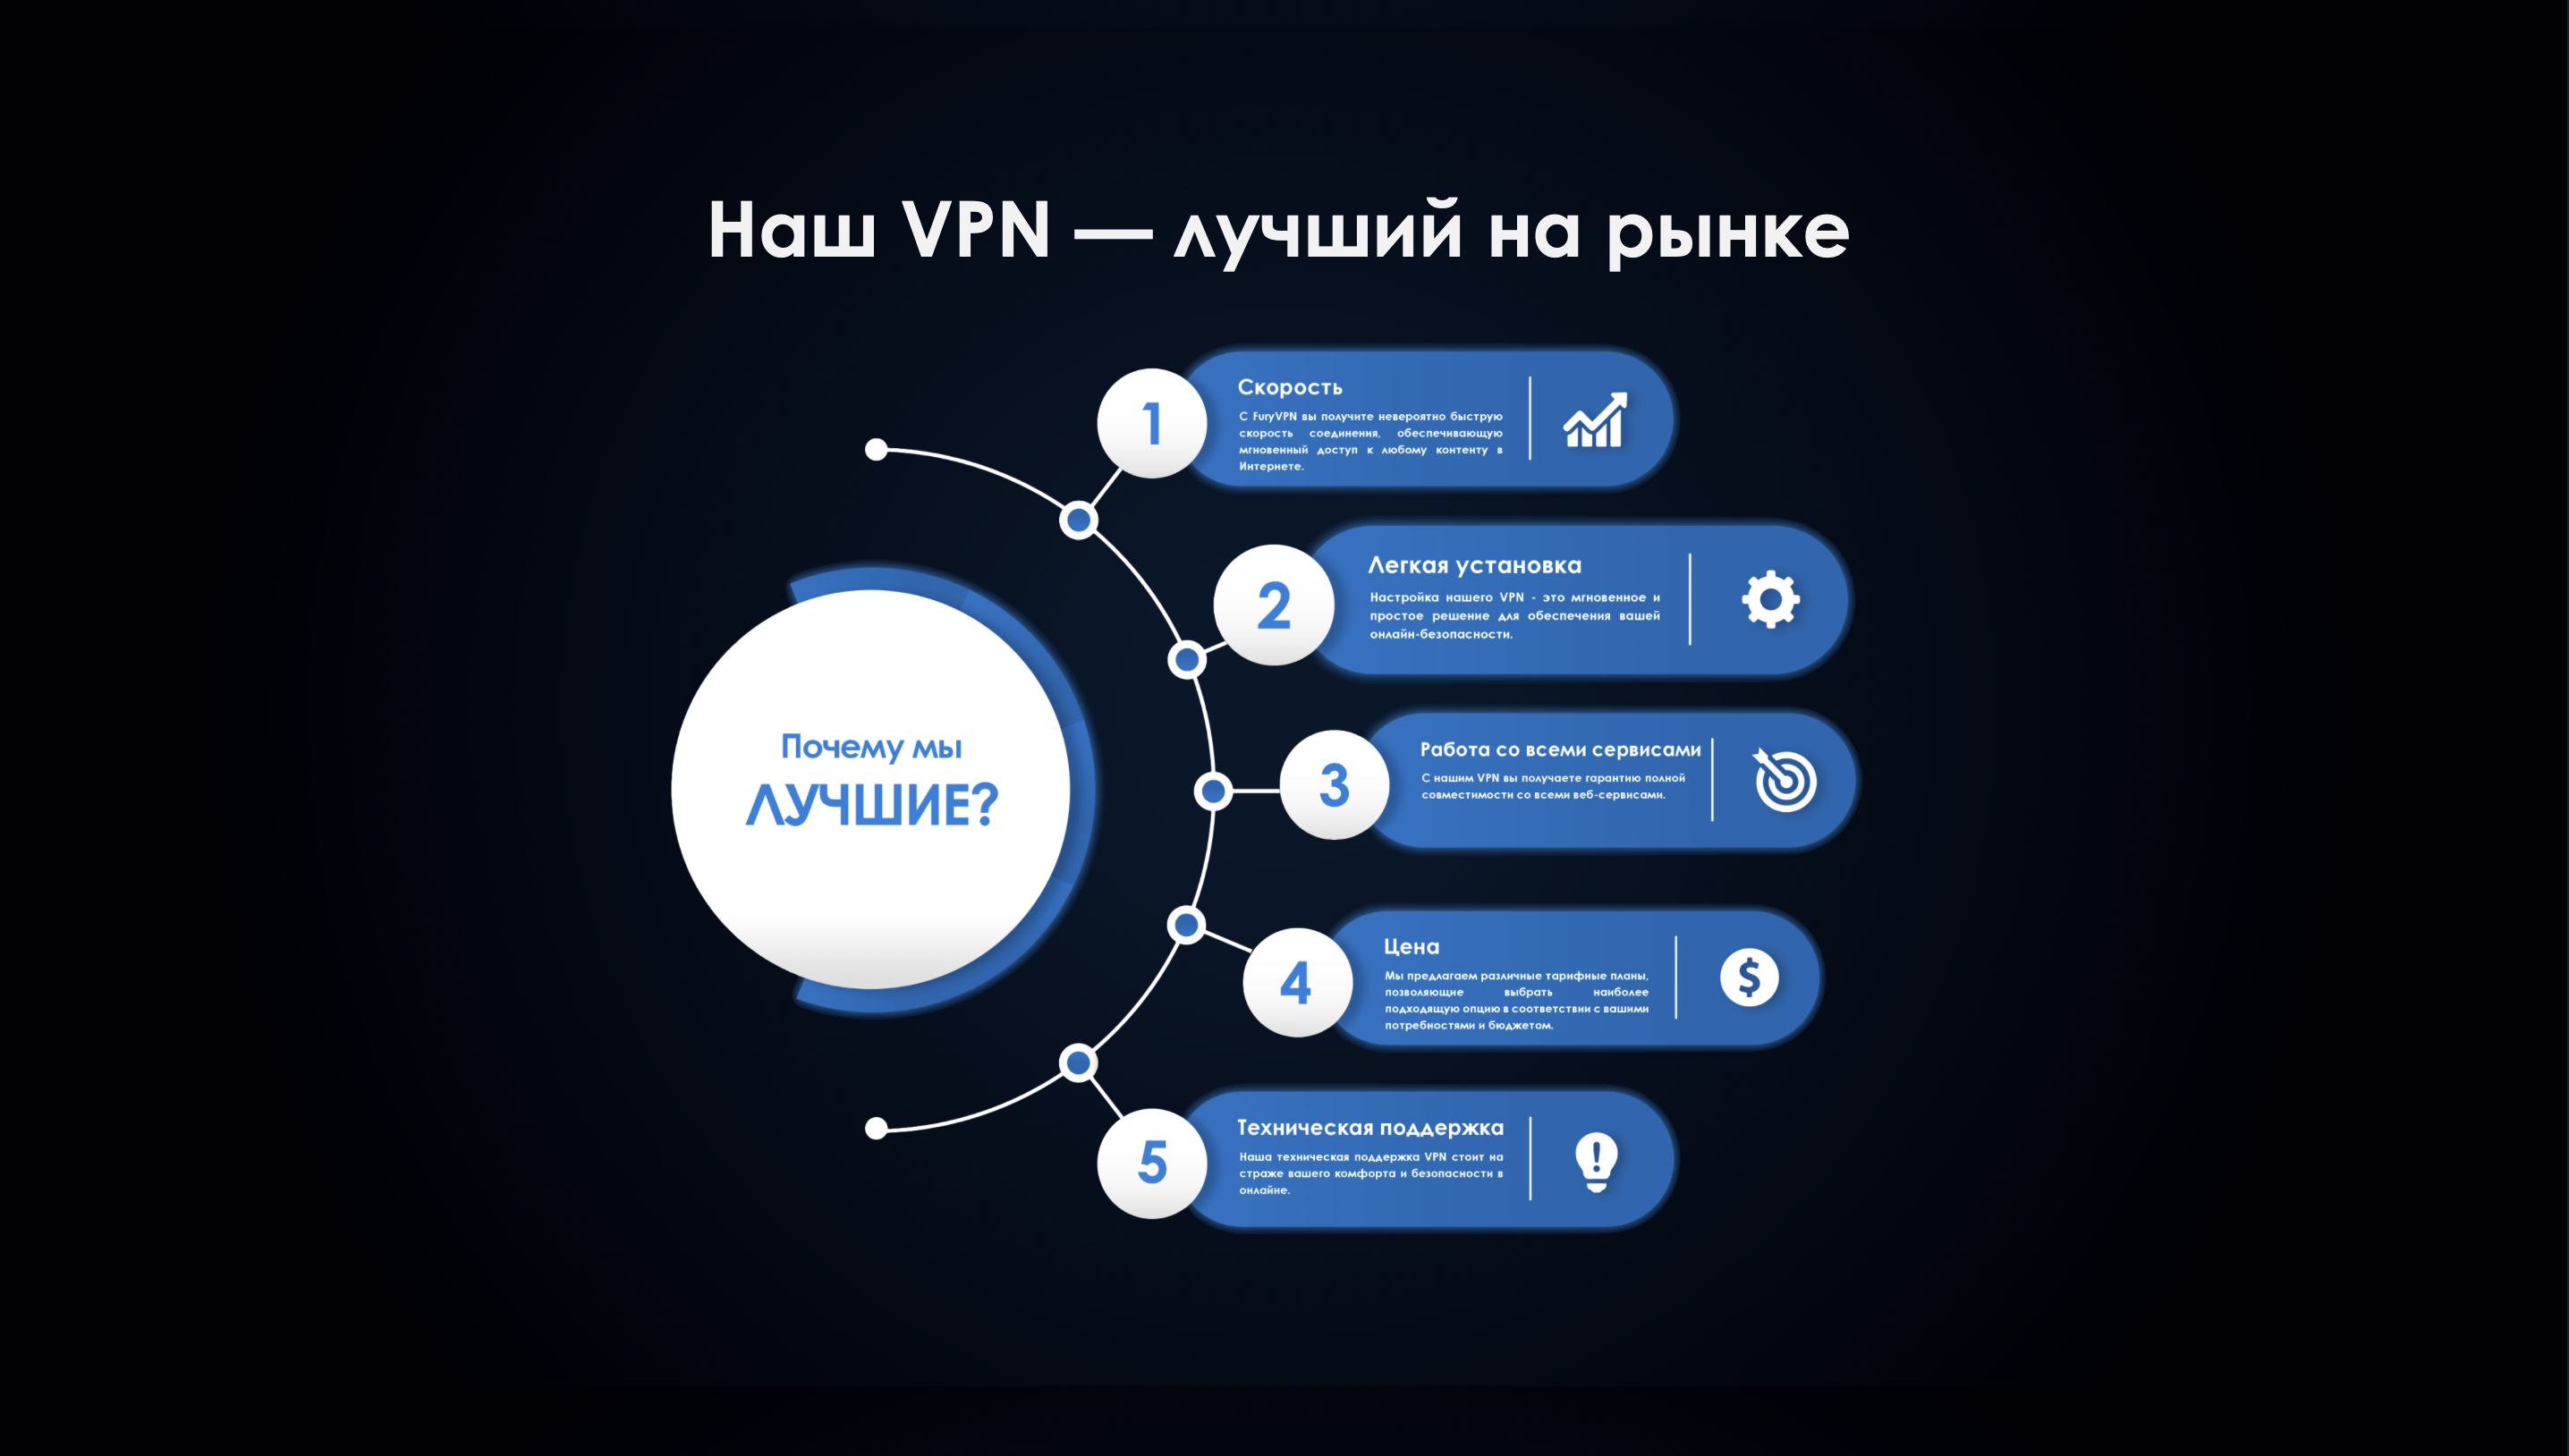 Наш VPN — лучший на рынке
Почему мы
ЛУЧШИЕ?
1
Скорость
С FuryVPN вы получите невероятно быструю
скорость соединения, обеспечивающую
мгновенный доступ к любому контенту в
Интернете.
2
Легкая установка
Настройка нашего VPN - это мгновенное и
простое решение для обеспечения вашей
онлайн-безопасности.
3
Работа со всеми сервисами
С нашим VPN вы получаете гарантию полной
совместимости со всеми веб-сервисами.
4
Цена
Мы предлагаем различные тарифные планы,
позволяющие выбрать наиболее
подходящую опцию в соответствии с вашими
потребностями и бюджетом.
$
5
Техническая поддержка
Наша техническая поддержка VPN стоит на
страже вашего комфорта и безопасности в
онлайне.